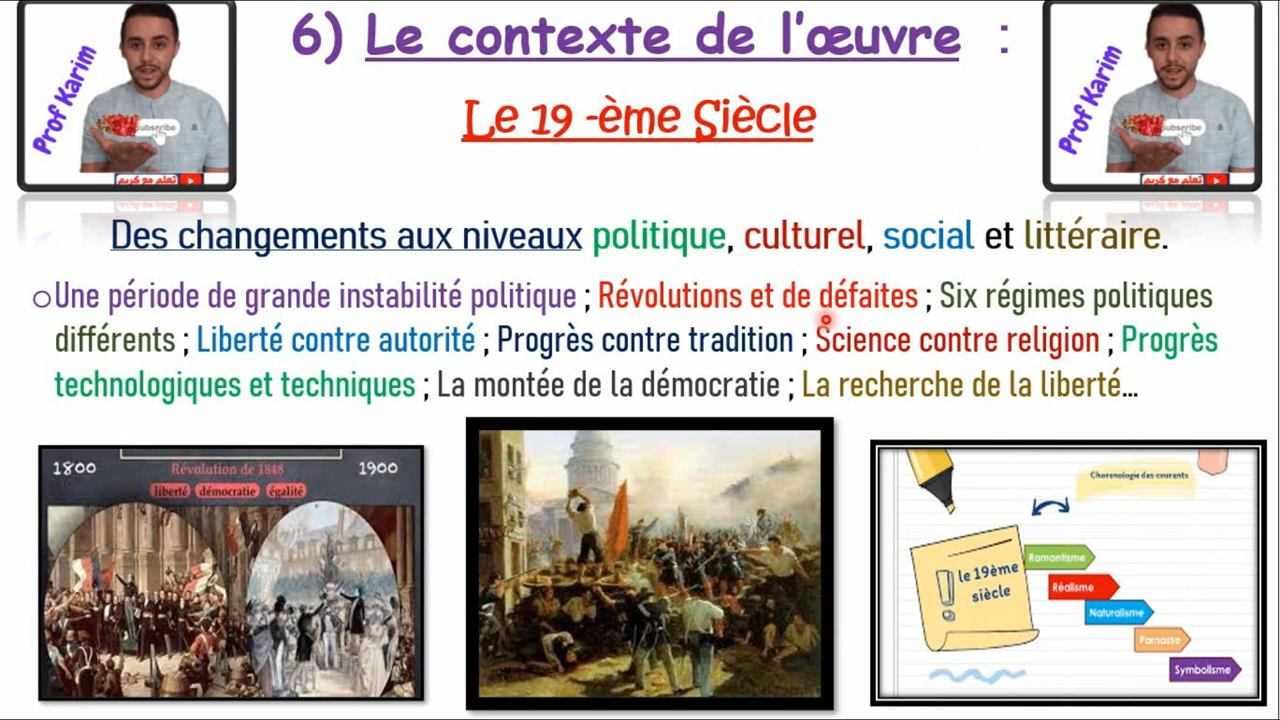 6) Le contexte de l'œuvre :
Prof Karim
Subscribe
تعلم مع كريم
Prof Karim
Subscribe
تعلم مع كريم
Le 19 -ème Siècle
Des changements aux niveaux politique, culturel, social et littéraire.
Une période de grande instabilité politique ; Révolutions et de défaites ; Six régimes politiques
différents ; Liberté contre autorité ; Progrès contre tradition ; Science contre religion ; Progrès
technologiques et techniques ; La montée de la démocratie ; La recherche de la liberté...
1800
Révolution de 1848
1900
liberté
démocratie
égalité
Choronologie des courants
le 19ème
siècle
Romontisme
Réalisme
Naturalisme
Parnasse
Symbolisme